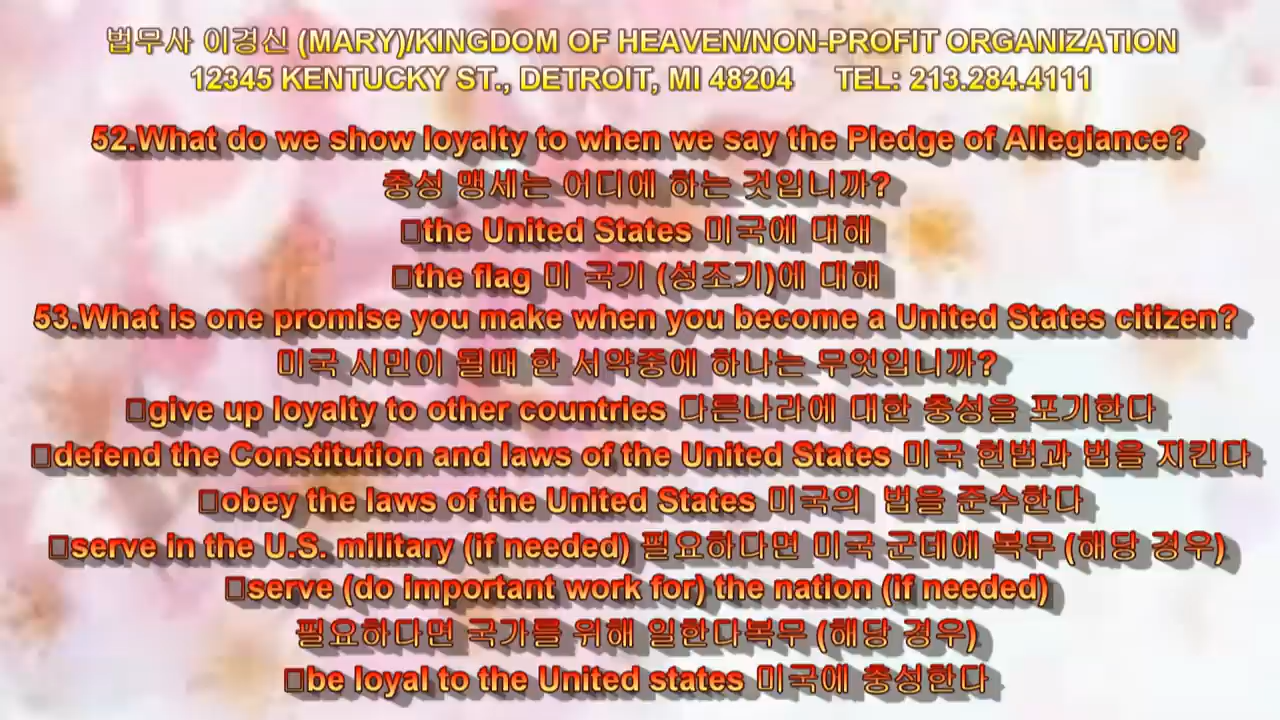 법무사 이경신 (MARY)/KINGDOM OF HEAVEN/NON-PROFIT ORGANIZATION
12345 KENTUCKY ST., DETROIT, MI 48204 TEL: 213.284.4111
52.What do we show loyalty to when we say the Pledge of Allegiance?
충성 맹세는 어디에 하는 것입니까?
□the United States 미국에 대해
□the flag 미 국기 (성조기)에 대해
53.What is one promise you make when you become a United States citizen?
미국 시민이 될때 한 서약중에 하나는 무엇입니까?
□give up loyalty to other countries 다른나라에 대한 충성을 포기한다
□defend the Constitution and laws of the United States 미국 헌법과 법을 지킨다
□obey the laws of the United States 미국의 법을 준수한다
□serve in the U.S. military (if needed) 필요하다면 미국 군데에 복무 (해당 경우)
□serve (do important work for) the nation (if needed)
필요하다면 국가를 위해 일한다복무 (해당 경우)
□be loyal to the United states 미국에 충성한다